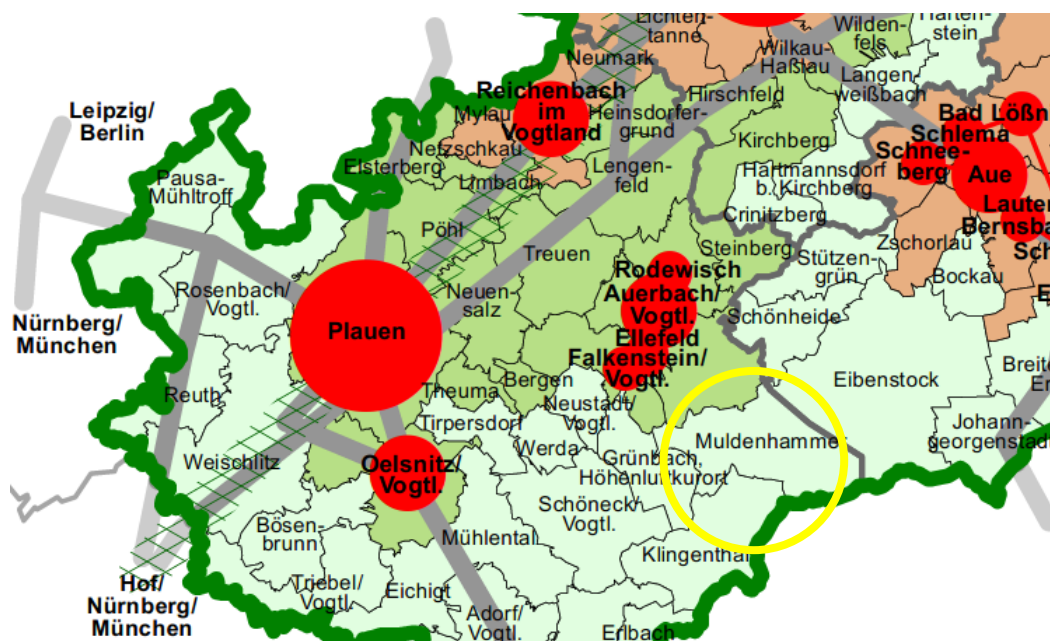 Lichten-
tanne
Wilden-
fels
Harten-
stein
Neumark
Wilkau-
Haßlau
Langen
weißbach
Reichenbach
im
Vogtland
Mylau
Heinsdorfer-
grund
Hirschfeld
Leipzig/
Berlin
Bad Lößn
Schlema
Netzschkau
Kirchberg
Schnee-
berg
Aue
Elsterberg
Limbach
Lengen-
feld
Hartmannsdorf
b. Kirchberg
Pausa-
Mühltroff
Lauter
Bernsba
Crinitzberg
Pöhl
Treuen
Steinberg
Zschorlau
Sch
Stützen-
grün
Bockau
Rodewisch
Auerbach/
Vogtl.
Rosenbach/
Vogtl.
Neuen-
salz
E
Schönheide
Nürnberg/
München
Plauen
Ellefeld
Falkenstein/
Vogtl.
Breite
Er
Eibenstock
Reuth
Theuma
Bergen
Neustadt/
Vogtl.
Tirpersdorf
Johann-
georgenstadt
Muldenhammer
Werda
Weischlitz
Oelsnitz/
Vogtl.
Grünbach,
Höhenluftkurort
Schöneck/
Vogtl.
Bösen-
brunn
Mühlental
Klingenthal
Hof/
Nürnberg/
München
Triebel/
Vogtl.
Eichigt
Adorf/
Vogtl.
Erlbach